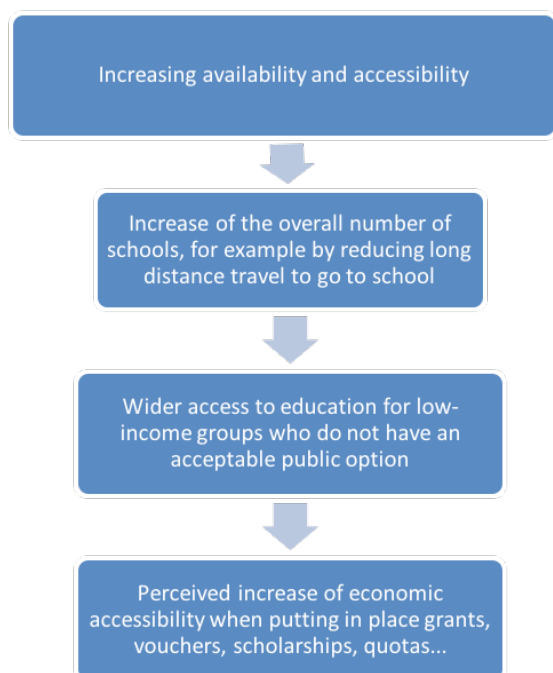 Increasing availability and accessibility
Increase of the overall number of
schools, for example by reducing long
distance travel to go to school
Wider access to education for low-
income groups who do not have an
acceptable public option
Perceived increase of economic
accessibility when putting in place grants,
vouchers, scholarships, quotas...